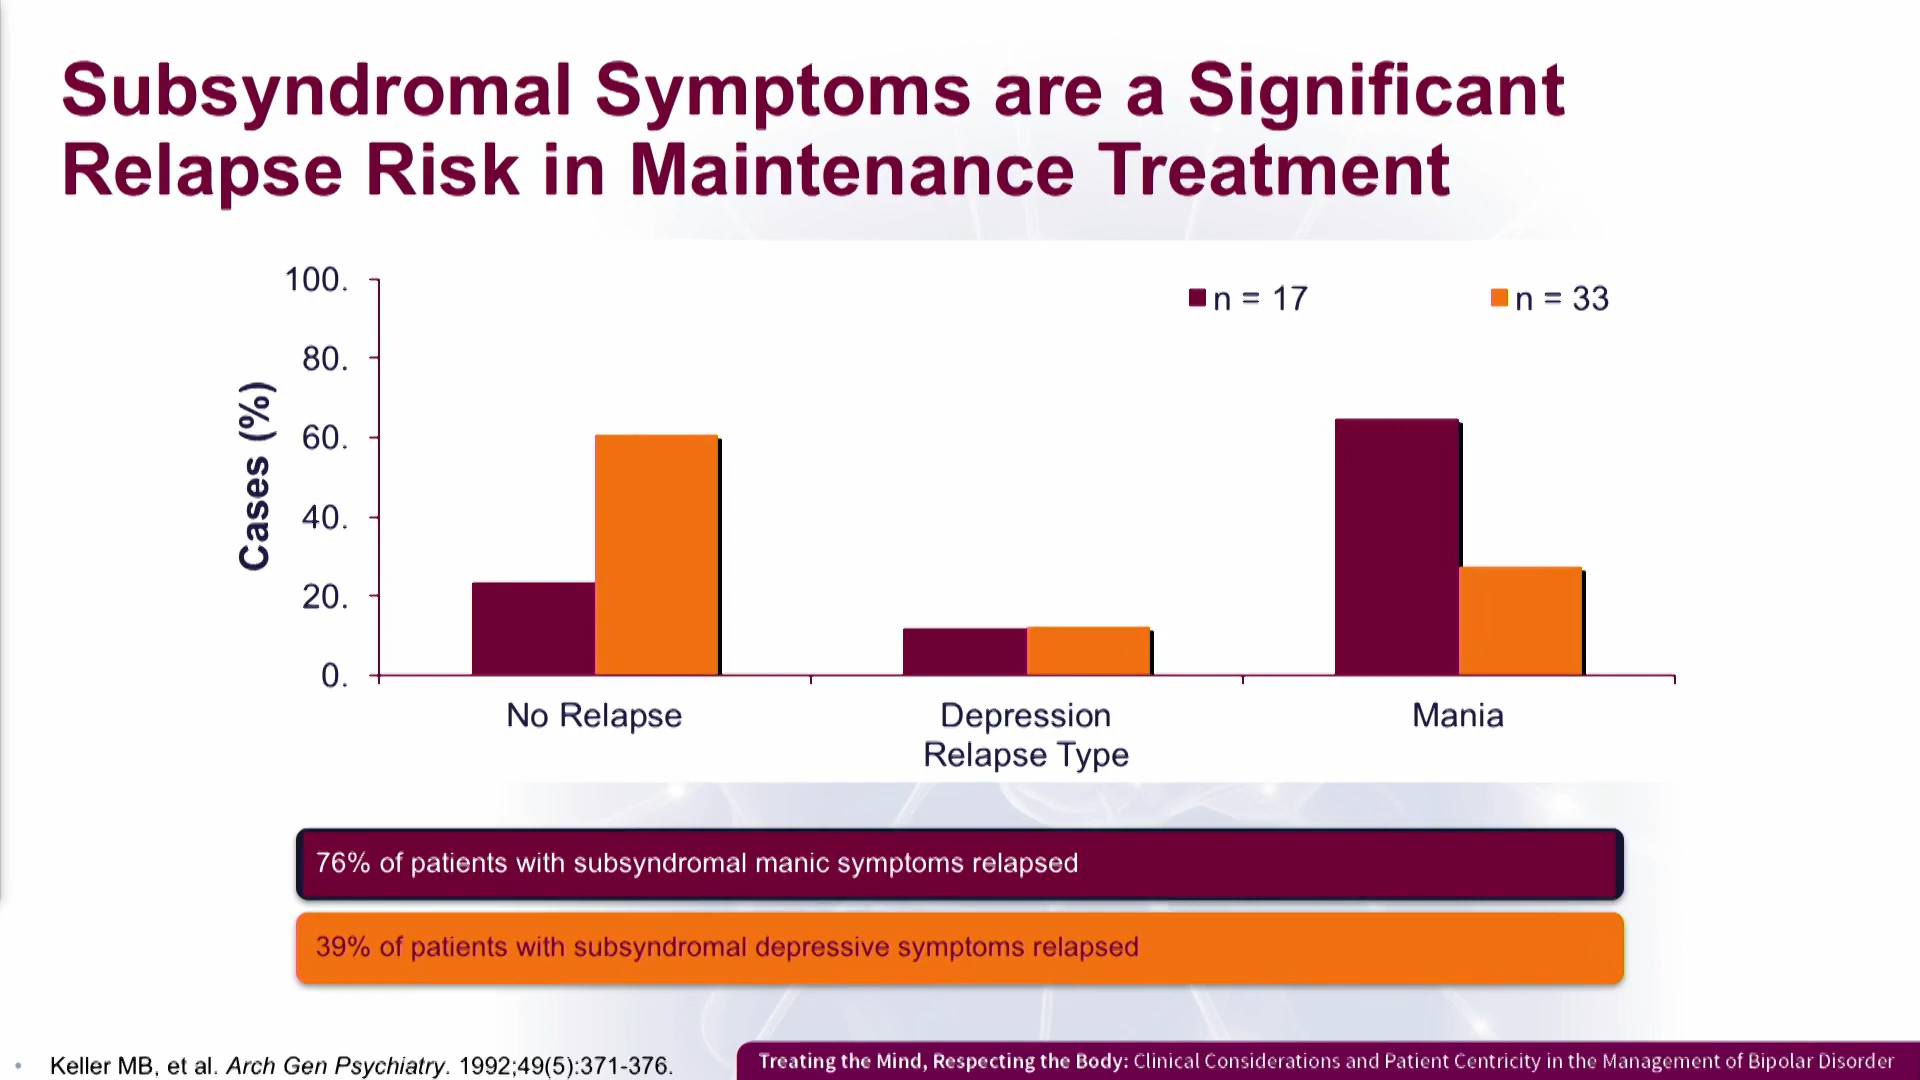 Subsyndromal Symptoms are a Significant
Relapse Risk in Maintenance Treatment
100.
80.
60.
40.
20.
0.
Cases (%)
n = 17
n = 33
No Relapse
Depression
Mania
Relapse Type
76% of patients with subsyndromal manic symptoms relapsed
39% of patients with subsyndromal depressive symptoms relapsed
• Keller MB, et al. Arch Gen Psychiatry. 1992;49(5):371-376.
Treating the Mind, Respecting the Body: Clinical Considerations and Patient Centricity in the Management of Bipolar Disorder